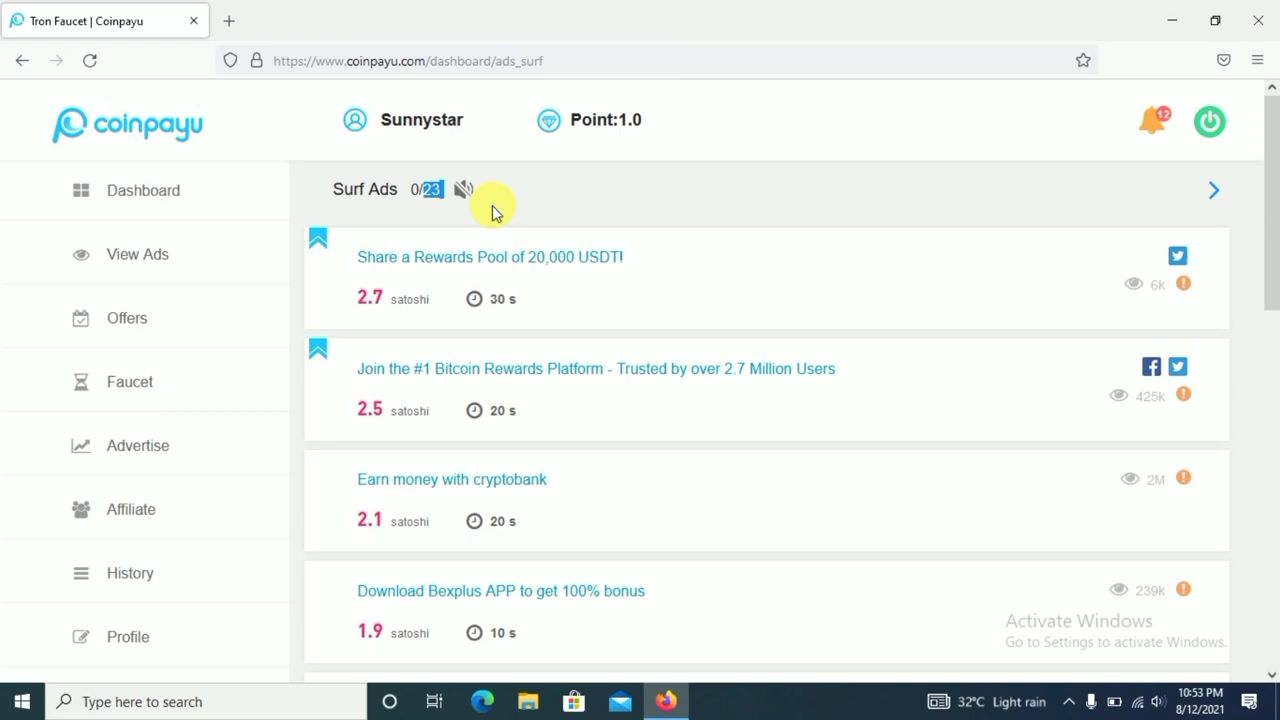 Tron Faucet | Coinpayu
https://www.coinpayu.com/dashboard/ads_surf
coinpayu
Sunnystar
Point:1.0
12
Dashboard
View Ads
Offers
Faucet
Advertise
Affiliate
History
Profile
Surf Ads 0/23
Share a Rewards Pool of 20,000 USDT!
2.7 satoshi 30 s
6k
Join the #1 Bitcoin Rewards Platform - Trusted by over 2.7 Million Users
2.5 satoshi 20 s
425k
Earn money with cryptobank
2.1 satoshi 20 s
2M
Download Bexplus APP to get 100% bonus
1.9 satoshi 10 s
239k
Activate Windows
Go to Settings to activate Windows.
Type here to search
32°C Light rain
10:53 PM
8/12/2021